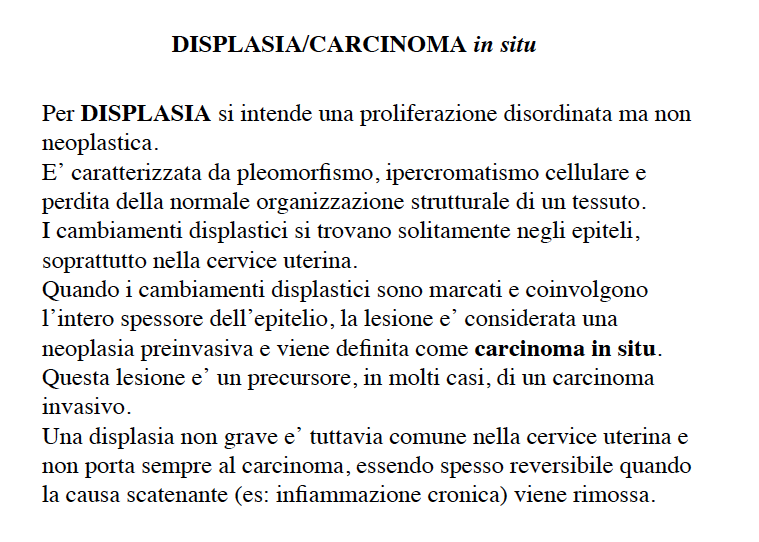 DISPLASIA/CARCINOMA in situ
Per DISPLASIA si intende una proliferazione disordinata ma non
neoplastica.
E’ caratterizzata da pleomorfismo, ipercromatismo cellulare e
perdita della normale organizzazione strutturale di un tessuto.
I cambiamenti displastici si trovano solitamente negli epiteli,
soprattutto nella cervice uterina.
Quando i cambiamenti displastici sono marcati e coinvolgono
l’intero spessore dell’epitelio, la lesione e’ considerata una
neoplasia preinvasiva e viene definita come carcinoma in situ.
Questa lesione e’ un precursore, in molti casi, di un carcinoma
invasivo.
Una displasia non grave e’ tuttavia comune nella cervice uterina e
non porta sempre al carcinoma, essendo spesso reversibile quando
la causa scatenante (es: infiammazione cronica) viene rimossa.